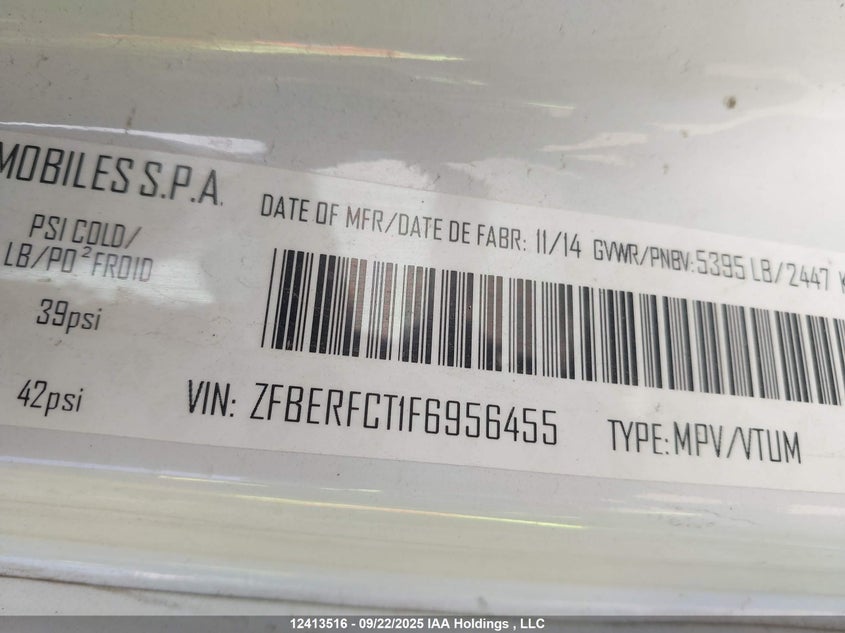 MOBILES S.P.A.
DATE OF MFR/DATE DE FABR: 11/14 GVWR/PNBV:5395 LB/2447 K
PSI COLD/
LB/PO² FROID
39psi
42psi
VIN: ZFBERFCT1F6956455
TYPE:MPV/VTUM
12413516 - 09/22/2025 IAA Holdings , LLC